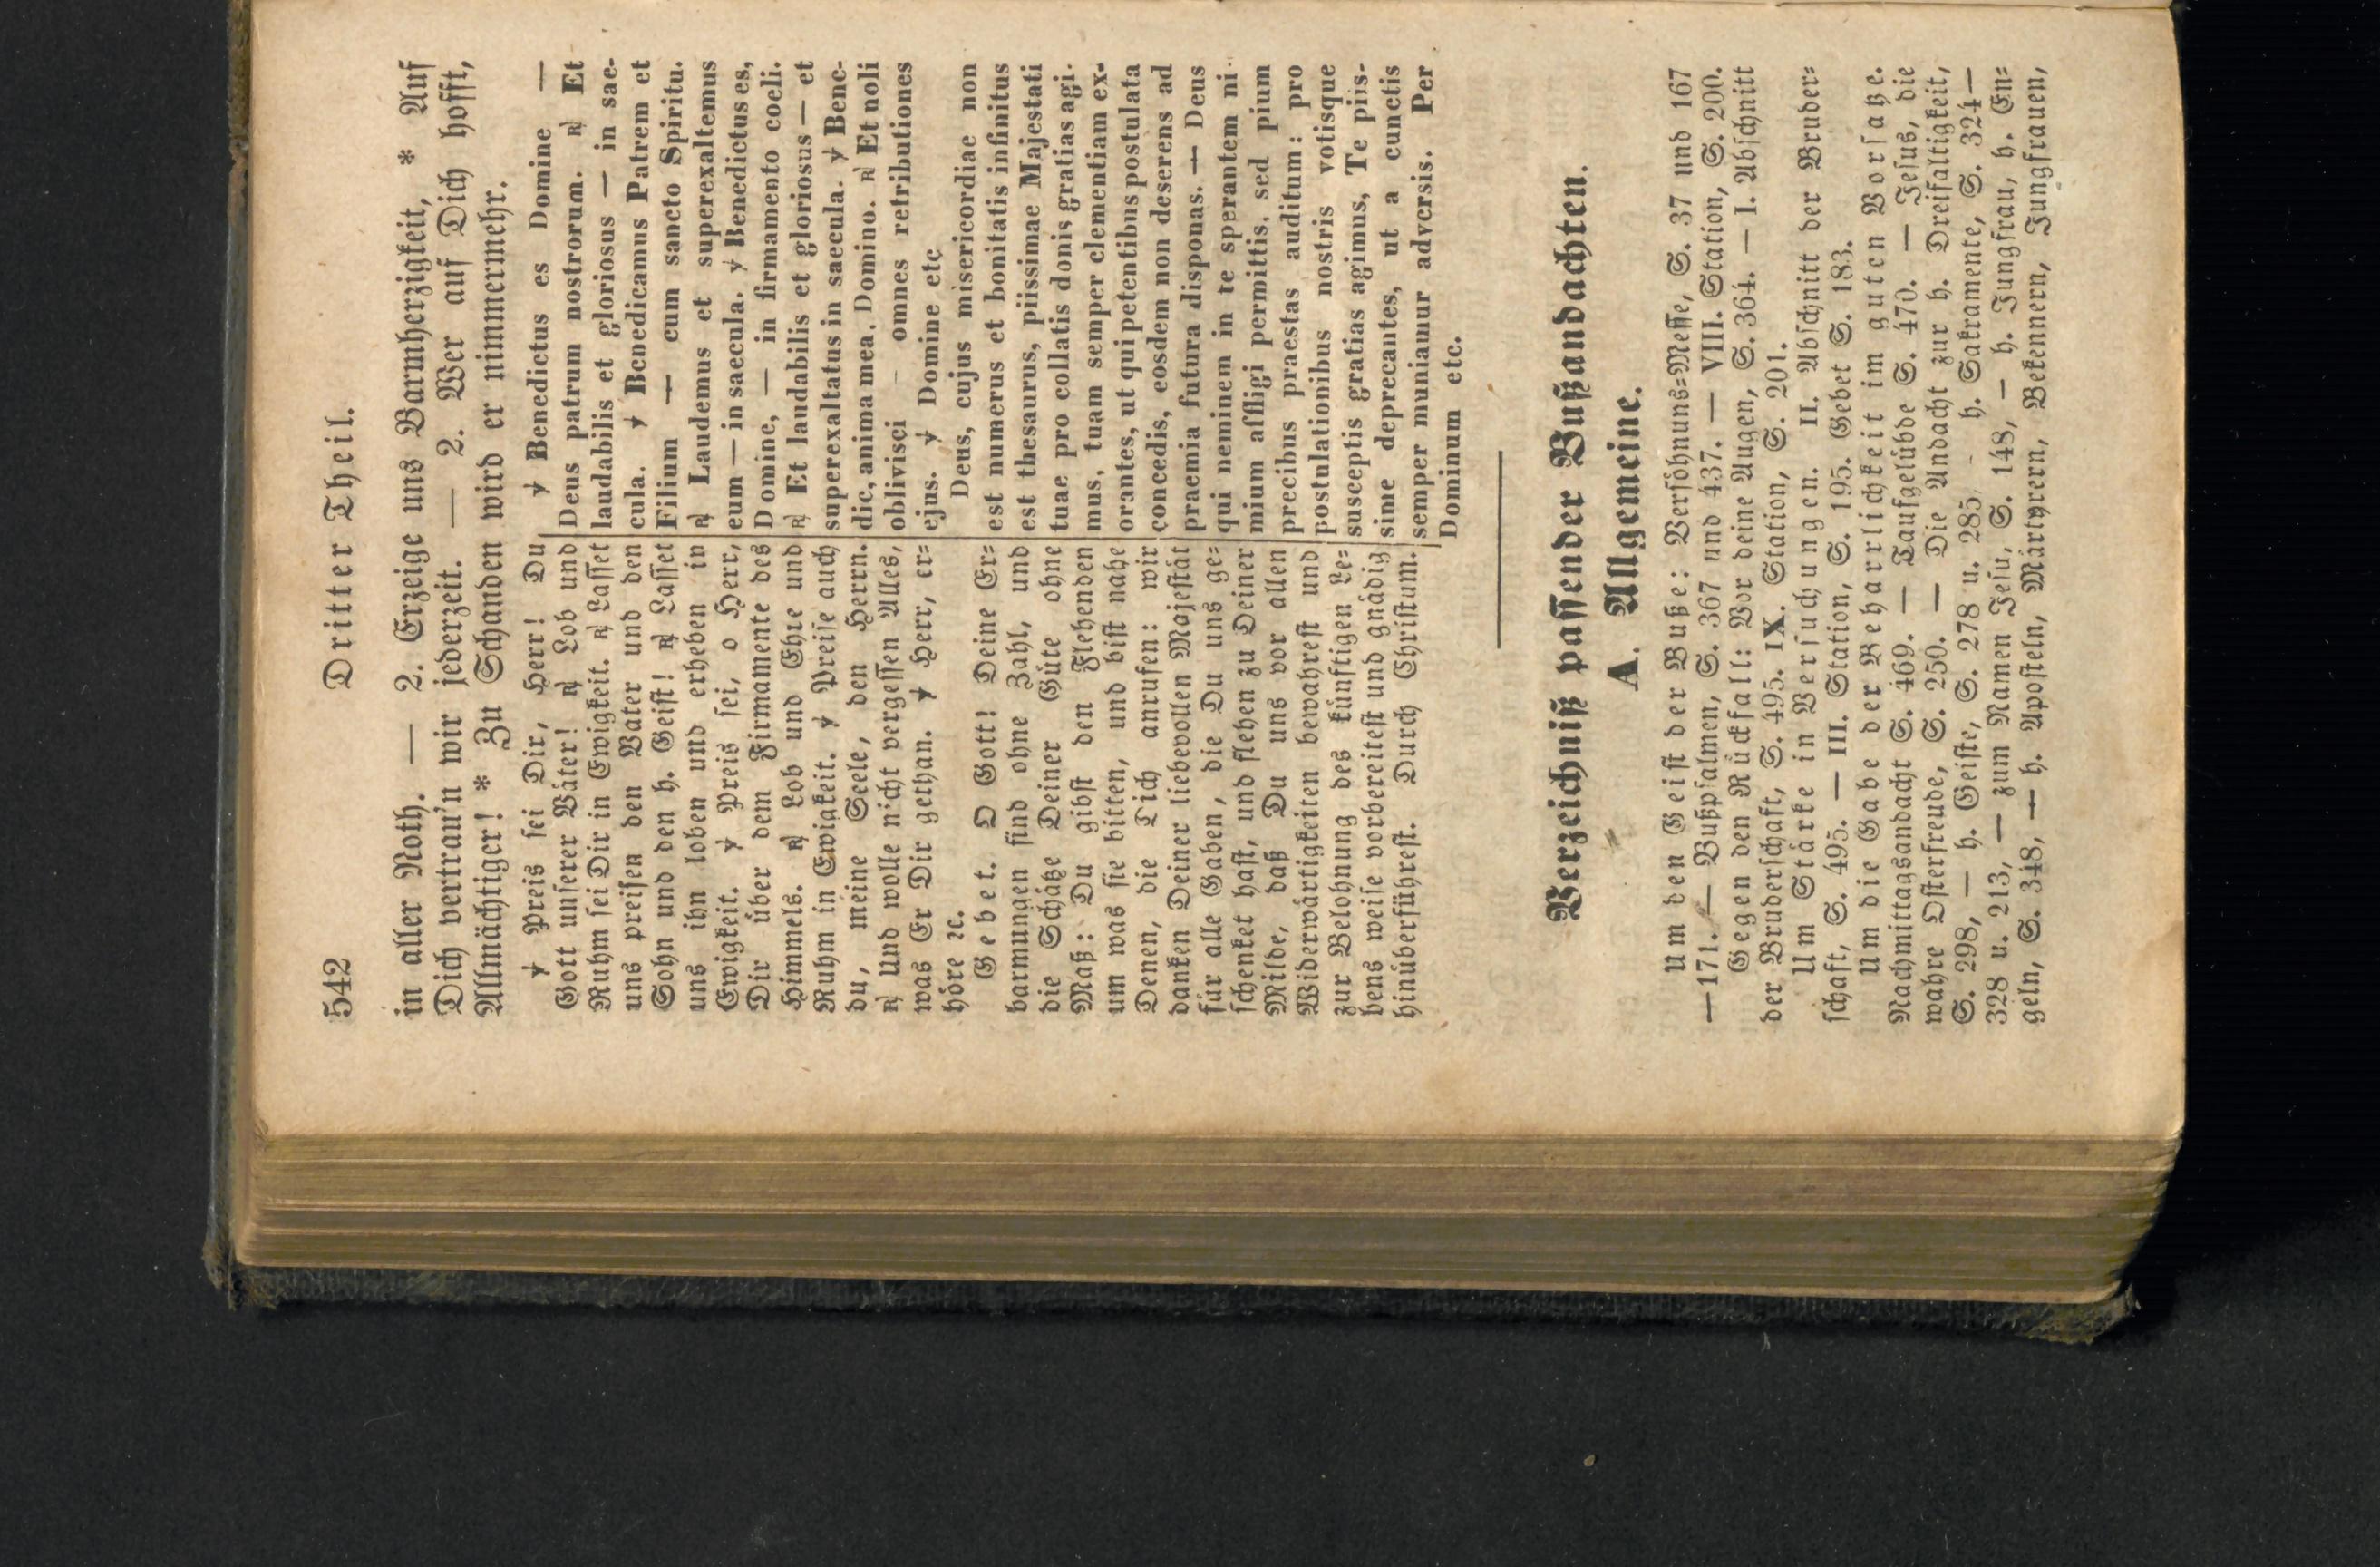 542 Dritter Theil.
in aller Noth. — 2. Erzeige uns Barmherzigkeit, * Auf
Dich vertrau'n wir jederzeit. — 2. Wer auf Dich hofft,
Allmächtiger! * Zu Schanden wird er nimmermehr.
℣ Preis sei Dir, Herr! Du
Gott unserer Väter! ℟ Lob und
Ruhm sei Dir in Ewigkeit. ℟ Lasset
uns preisen den Vater und den
Sohn und den h. Geist! ℟ Lasset
uns ihn loben und erheben in
Ewigkeit. ℣ Preis sei, o Herr,
Dir über dem Firmamente des
Himmels. ℟ Lob und Ehre und
Ruhm in Ewigkeit. ℣ Preise auch
du, meine Seele, den Herrn.
℟ Und wolle nicht vergessen Alles,
was Er Dir gethan. ℣ Herr, er⸗
höre ꝛc.
Gebet. O Gott! Deine Er⸗
barmungen sind ohne Zahl, und
die Schätze Deiner Güte ohne
Maß: Du gibst den Flehenden
um was sie bitten, und bist nahe
Denen, die Dich anrufen: wir
danken Deiner liebevollen Majestät
für alle Gaben, die Du uns ge⸗
schenket hast, und flehen zu Deiner
Milde, daß Du uns vor allen
Widerwärtigkeiten bewahrest und
zur Belohnung des künftigen Le⸗
bens weise vorbereitest und gnädig
hinüberführest. Durch Christum.
℣ Benedictus es Domine —
Deus patrum nostrorum. ℟ Et
laudabilis et gloriosus — in sae-
cula. ℣ Benedicamus Patrem et
Filium — cum sancto Spiritu.
℟ Laudemus et superexaltemus
eum — in saecula. ℣ Benedictus es,
Domine, — in firmamento coeli.
℟ Et laudabilis et gloriosus — et
superexaltatus in saecula. ℣ Bene-
dic, anima mea, Domino. ℟ Et noli
oblivisci – omnes retributiones
ejus. ℣ Domine etc.
Deus, cujus misericordiae non
est numerus et bonitatis infinitus
est thesaurus, piissimae Majestati
tuae pro collatis donis gratias agi-
mus, tuam semper clementiam ex-
orantes, ut qui petentibus postulata
concedis, eosdem non deserens ad
praemia futura disponas. — Deus
qui neminem in te sperantem ni-
mium affligi permittis, sed pium
precibus praestas auditum: pro
postulationibus nostris votisque
susceptis gratias agimus, Te piis-
sime deprecantes, ut a cunctis
semper muniamur adversis. Per
Dominum etc.
Verzeichniß passender Bußandachten.
A. Allgemeine.
Um den Geist der Buße: Versöhnuns⸗Messe, S. 37 und 167
—171. — Bußpsalmen, S. 367 und 437. — VIII. Station, S. 200.
Gegen den Rückfall: Vor deine Augen, S. 364. — I. Abschnitt
der Bruderschaft, S. 495. IX. Station, S. 201.
Um Stärke in Versuchungen. II. Abschnitt der Bruder⸗
schaft, S. 495. — III. Station, S. 195. Gebet S. 183.
Um die Gabe der Beharrlichkeit im guten Vorsatze.
Nachmittagsandacht S. 469. — Taufgelübde S. 470. — Jesus, die
wahre Osterfreude, S. 250. — Die Andacht zur h. Dreifaltigkeit,
S. 298, — h. Geiste, S. 278 u. 285, - h. Sakramente, S. 324—
328 u. 213, — zum Namen Jesu, S. 148, — h. Jungfrau, h. En⸗
geln, S. 348, — h. Aposteln, Märtyrern, Bekennern, Jungfrauen,